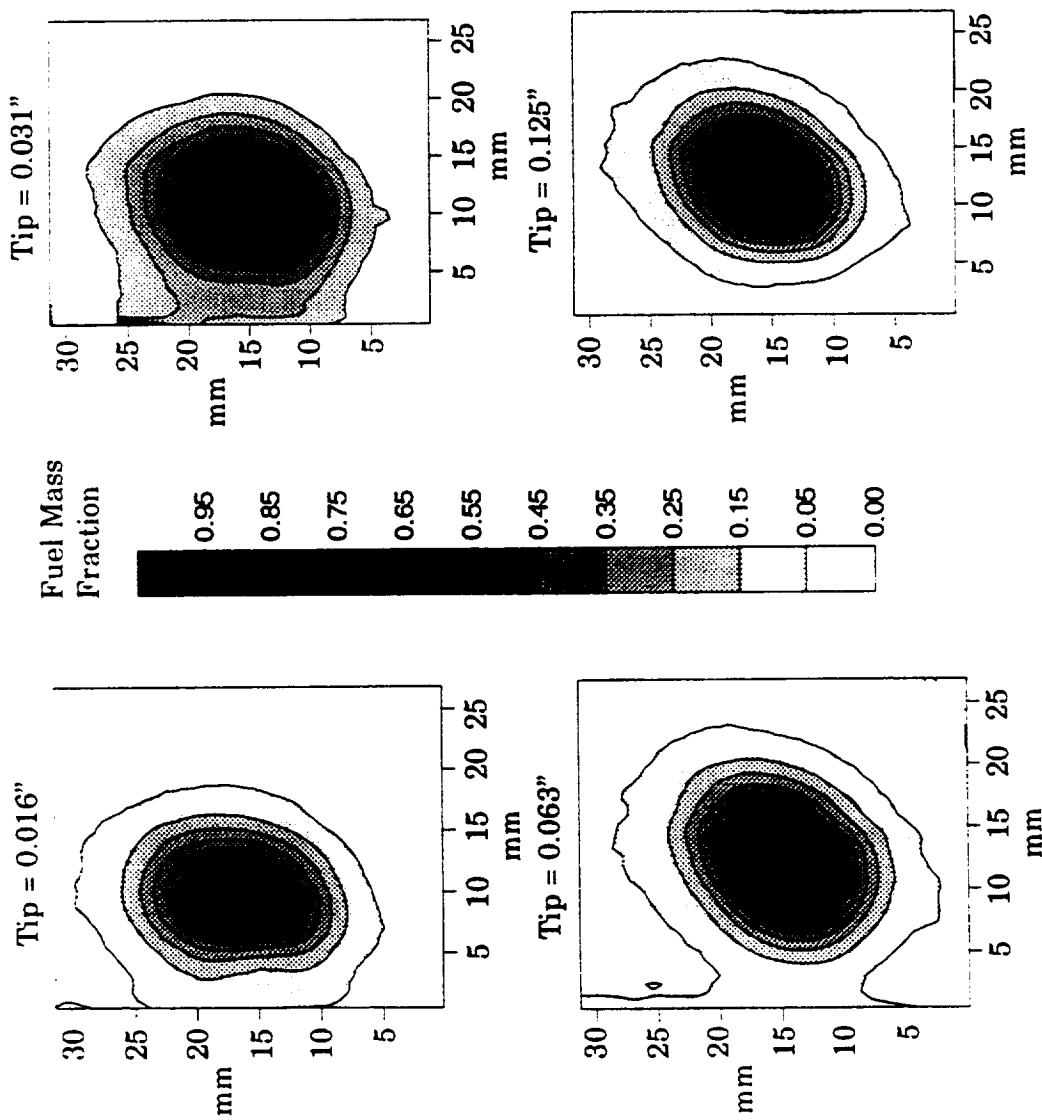 Tip = 0.016"
30
25
20
15
10
5
mm
5 10 15 20 25
mm
Fuel Mass
Fraction
0.95
0.85
0.75
0.65
0.55
0.45
0.35
0.25
0.15
0.05
0.00
Tip = 0.031"
30
25
20
15
10
5
mm
5 10 15 20 25
mm
Tip = 0.063"
30
25
20
15
10
5
mm
5 10 15 20 25
mm
Tip = 0.125"
30
25
20
15
10
5
mm
5 10 15 20 25
mm